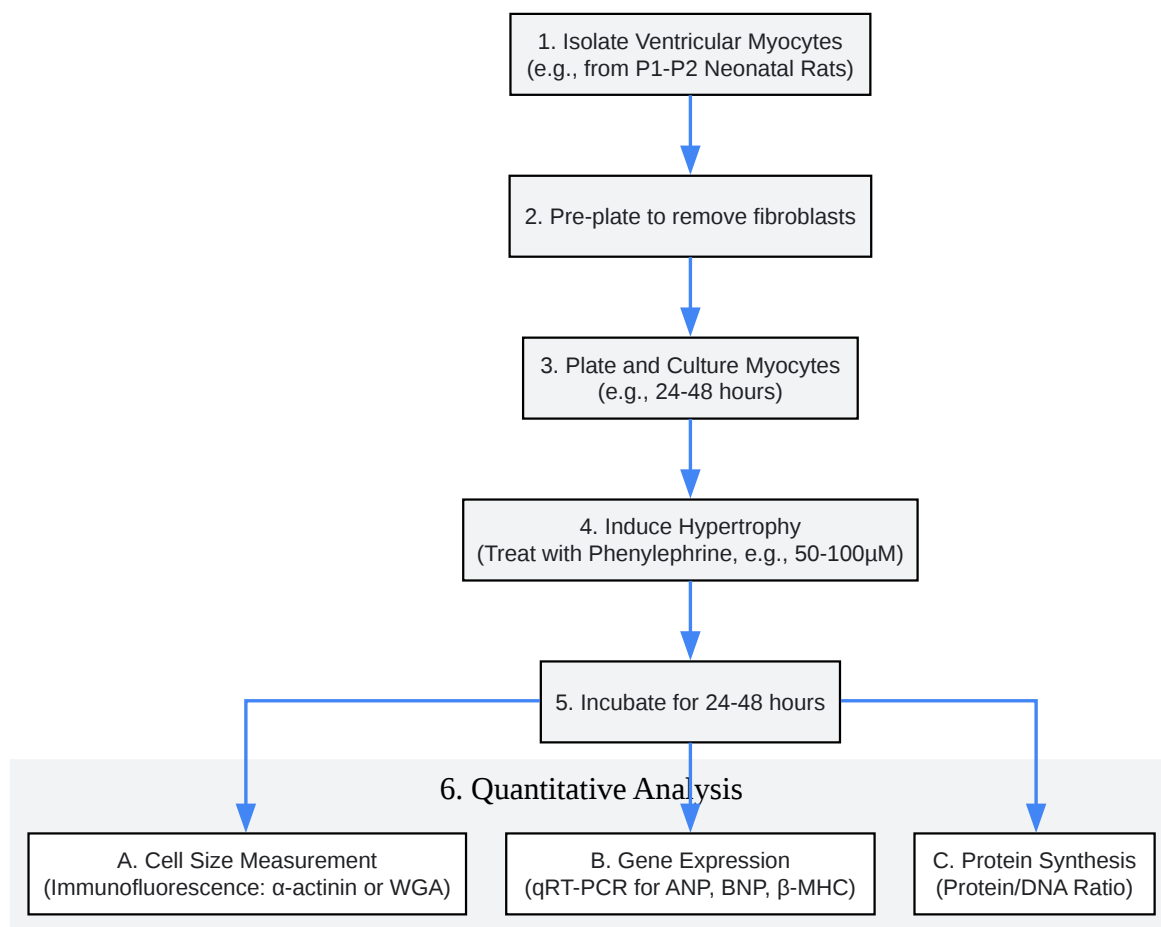 1. Isolate Ventricular Myocytes
(e.g., from P1-P2 Neonatal Rats)
2. Pre-plate to remove fibroblasts
3. Plate and Culture Myocytes
(e.g., 24-48 hours)
4. Induce Hypertrophy
(Treat with Phenylephrine, e.g., 50-100µM)
5. Incubate for 24-48 hours
6. Quantitative Analysis
A. Cell Size Measurement
(Immunofluorescence: α-actinin or WGA)
B. Gene Expression
(qRT-PCR for ANP, BNP, β-MHC)
C. Protein Synthesis
(Protein/DNA Ratio)